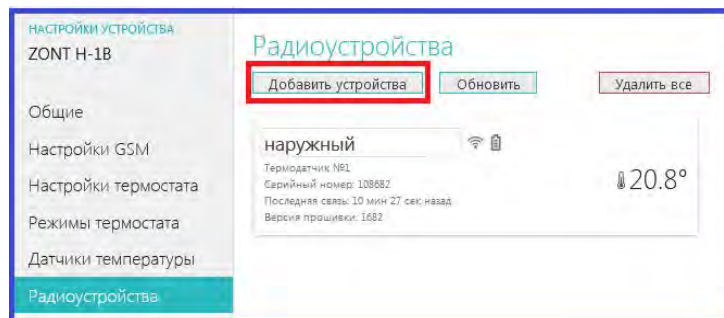 НАСТРОЙКИ УСТРОЙСТВА
ZONT H-1B
Общие
Настройки GSM
Настройки термостата
Режимы термостата
Датчики температуры
Радиоустройства
Радиоустройства
Добавить устройства
Обновить
Удалить все
наружный
Термодатчик №1
Серийный номер: 108682
Последняя связь: 10 мин 27 сек назад
Версия прошивки: 1682
20.8°